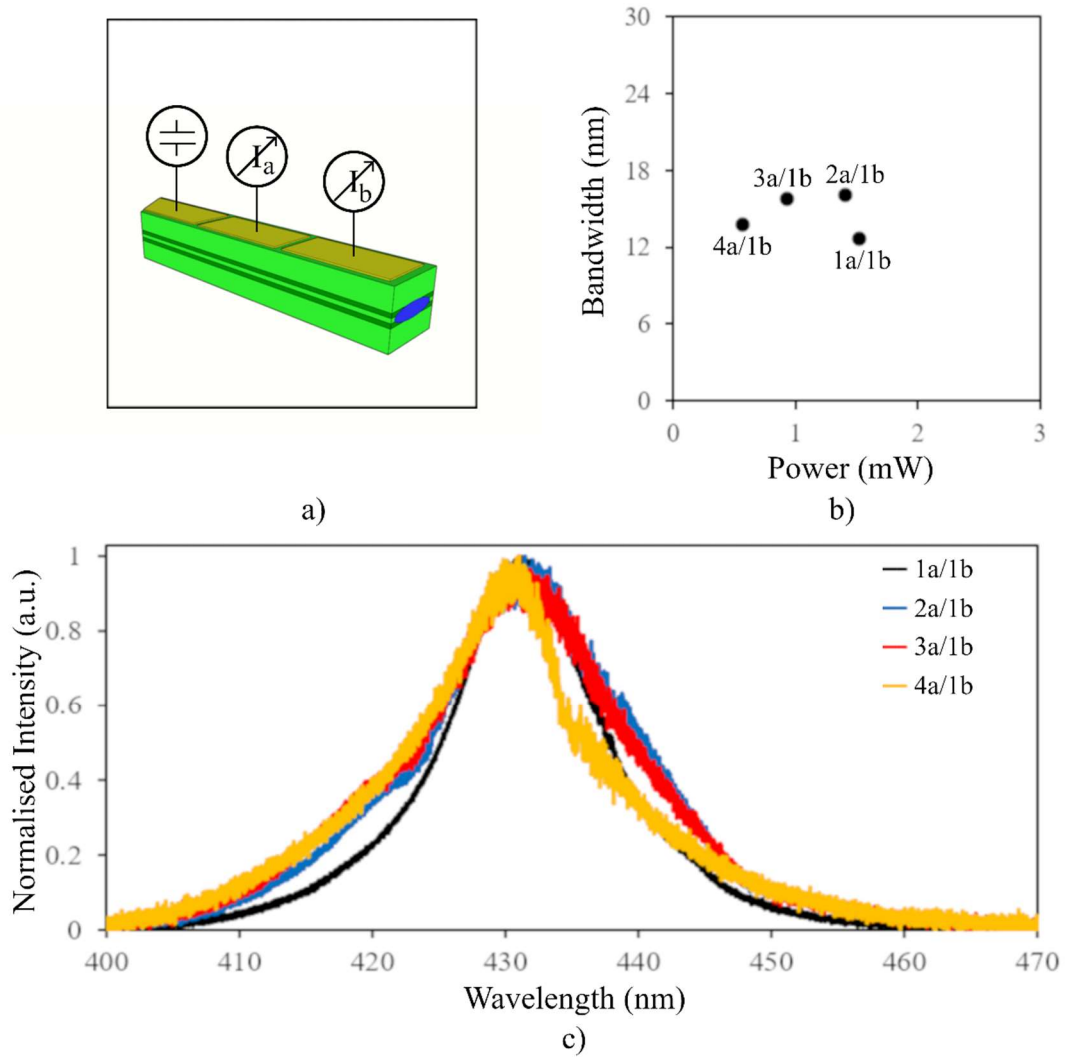 Ia
Ib
a)
30
24
18
12
6
0
Bandwidth (nm)
3a/1b
2a/1b
4a/1b
1a/1b
0
1
2
3
Power (mW)
b)
1
0.8
0.6
0.4
0.2
0
Normalised Intensity (a.u.)
1a/1b
2a/1b
3a/1b
4a/1b
400
410
420
430
440
450
460
470
Wavelength (nm)
c)